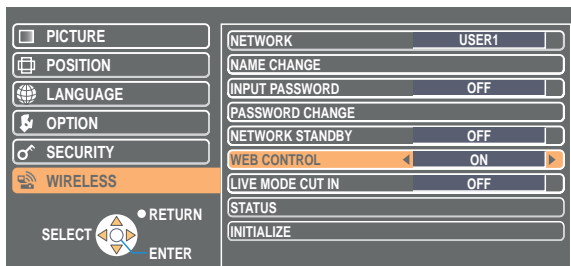 PICTURE
POSITION
LANGUAGE
OPTION
SECURITY
WIRELESS
RETURN
SELECT
ENTER
NETWORK USER1
NAME CHANGE
INPUT PASSWORD OFF
PASSWORD CHANGE
NETWORK STANDBY OFF
WEB CONTROL ON
LIVE MODE CUT IN OFF
STATUS
INITIALIZE